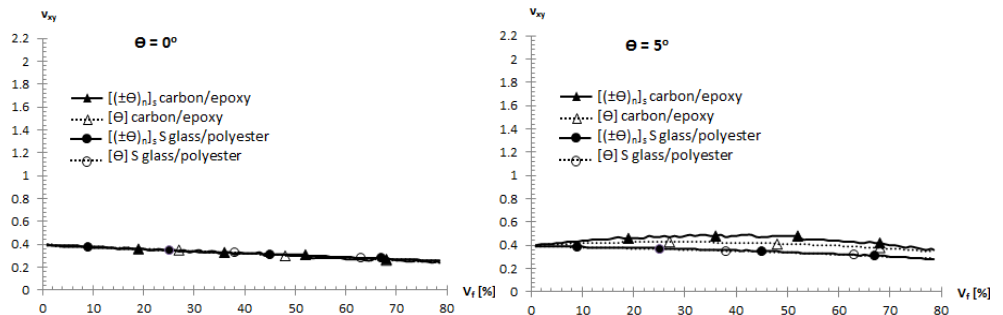 ν_xy
2.2
2
1.8
1.6
1.4
1.2
1
0.8
0.6
0.4
0.2
0
Θ = 0º
[(±Θ)n]s carbon/epoxy
[Θ] carbon/epoxy
[(±Θ)n]s S glass/polyester
[Θ] S glass/polyester
0 10 20 30 40 50 60 70 80
Vf [%]
νxy
2.2
2
1.8
1.6
1.4
1.2
1
0.8
0.6
0.4
0.2
0
Θ = 5º
[(±Θ)n]s carbon/epoxy
[Θ] carbon/epoxy
[(±Θ)n]s S glass/polyester
[Θ] S glass/polyester
0 10 20 30 40 50 60 70 80
Vf [%]